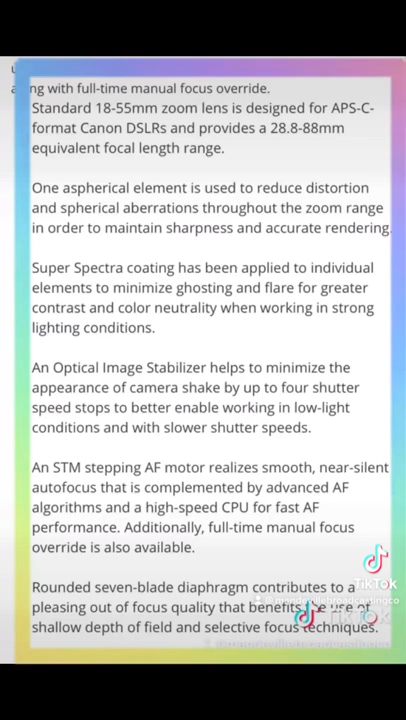 along with full-time manual focus override.
Standard 18-55mm zoom lens is designed for APS-C-
format Canon DSLRs and provides a 28.8-88mm
equivalent focal length range.
One aspherical element is used to reduce distortion
and spherical aberrations throughout the zoom range
in order to maintain sharpness and accurate rendering.
Super Spectra coating has been applied to individual
elements to minimize ghosting and flare for greater
contrast and color neutrality when working in strong
lighting conditions.
An Optical Image Stabilizer helps to minimize the
appearance of camera shake by up to four shutter
speed stops to better enable working in low-light
conditions and with slower shutter speeds.
An STM stepping AF motor realizes smooth, near-silent
autofocus that is complemented by advanced AF
algorithms and a high-speed CPU for fast AF
performance. Additionally, full-time manual focus
override is also available.
Rounded seven-blade diaphragm contributes to a
TikTok
pleasing out of focus quality that benefits the use of
TikTok
shallow depth of field and selective focus techniques.